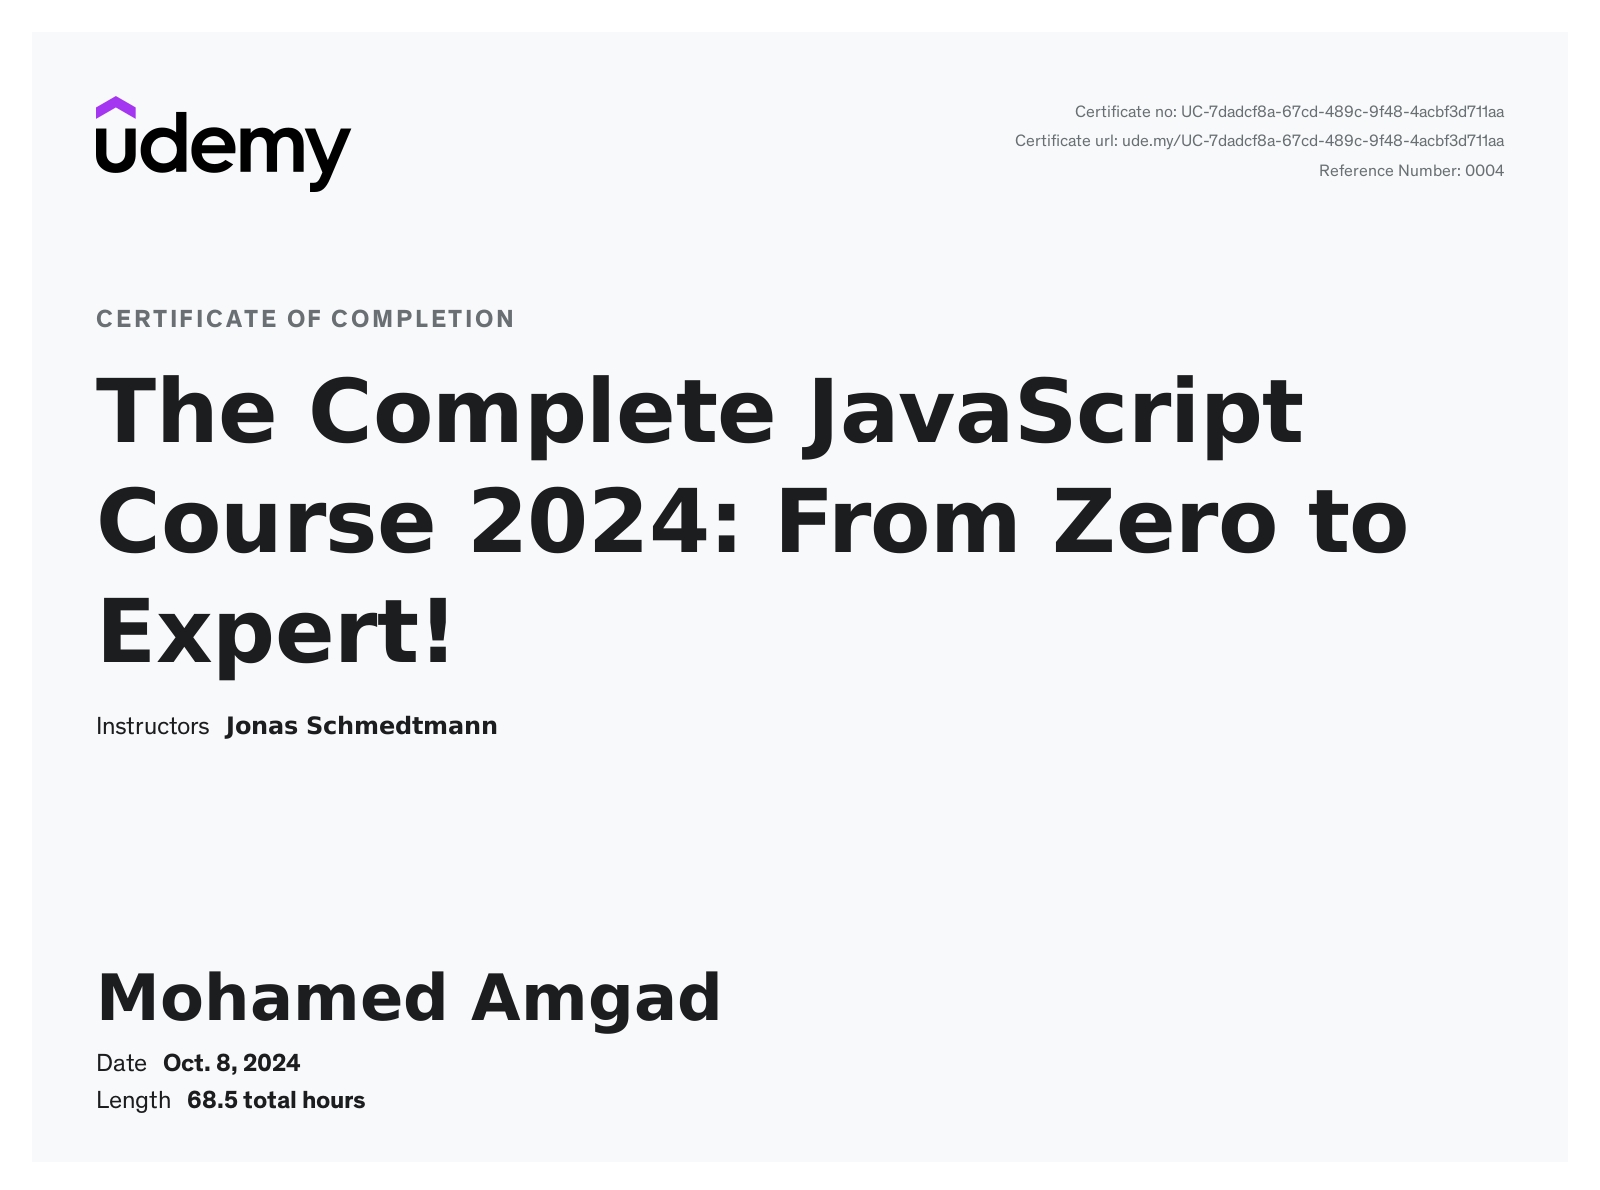 udemy
Certificate no: UC-7dadcf8a-67cd-489c-9f48-4acbf3d711aa
Certificate url: ude.my/UC-7dadcf8a-67cd-489c-9f48-4acbf3d711aa
Reference Number: 0004
CERTIFICATE OF COMPLETION
The Complete JavaScript
Course 2024: From Zero to
Expert!
Instructors Jonas Schmedtmann
Mohamed Amgad
Date Oct. 8, 2024
Length 68.5 total hours